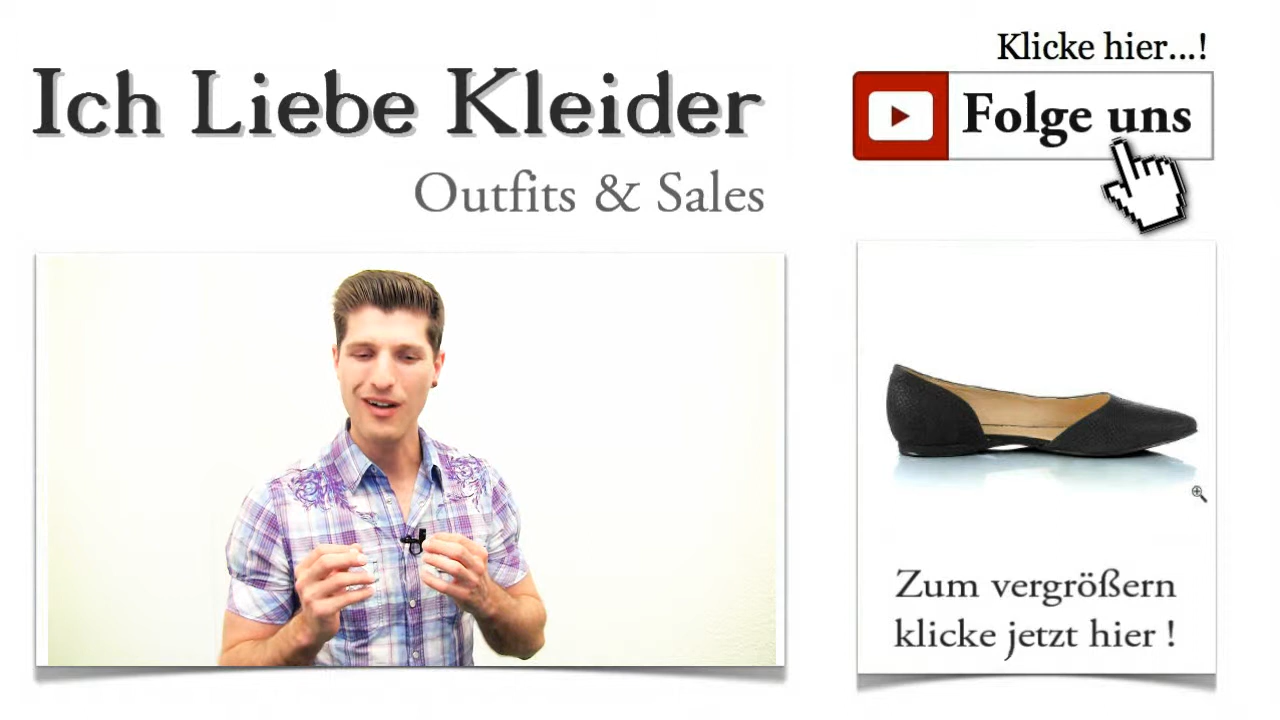 Ich Liebe Kleider
Outfits & Sales
Klicke hier...!
Folge uns
Zum vergrößern
klicke jetzt hier !